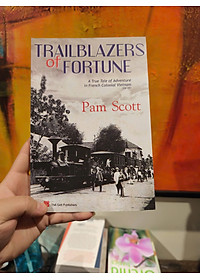 TRAILBLAZERS
of FORTUNE
A True Tale of Adventure
in French Colonial Vietnam
Pam Scott